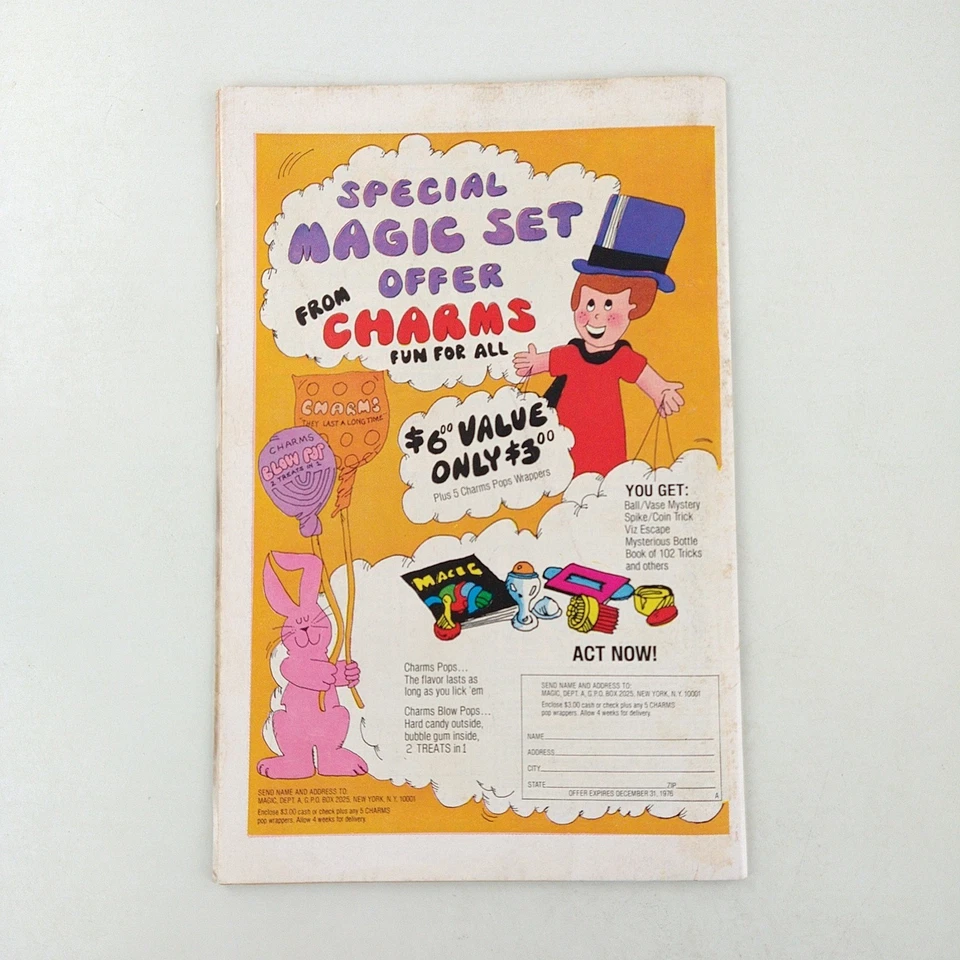 SPECIAL
MAGIC SET
OFFER
FROM
CHARMS
FUN FOR ALL
CHARMS
THEY LAST A LONG TIME
CHARMS
BLOW POP
2 TREATS IN 1
$6.00 VALUE
ONLY $3.00
Plus 5 Charms Pops Wrappers
YOU GET:
Ball/Vase Mystery
Spike/Coin Trick
Viz Escape
Mysterious Bottle
Book of 102 Tricks
and others
MAGIC
ACT NOW!
Charms Pops...
The flavor lasts as
long as you lick 'em
Charms Blow Pops...
Hard candy outside,
bubble gum inside,
2 TREATS in 1
SEND NAME AND ADDRESS TO:
MAGIC, DEPT. A, G.P.O. BOX 2025, NEW YORK, N.Y. 10001
Enclose $3.00 cash or check plus any 5 CHARMS
pop wrappers. Allow 4 weeks for delivery.
NAME
ADDRESS
CITY
STATE ZIP
OFFER EXPIRES DECEMBER 31, 1976 A
SEND NAME AND ADDRESS TO:
MAGIC, DEPT. A, G.P.O. BOX 2025, NEW YORK, N.Y. 10001
Enclose $3.00 cash or check plus any 5 CHARMS
pop wrappers. Allow 4 weeks for delivery.